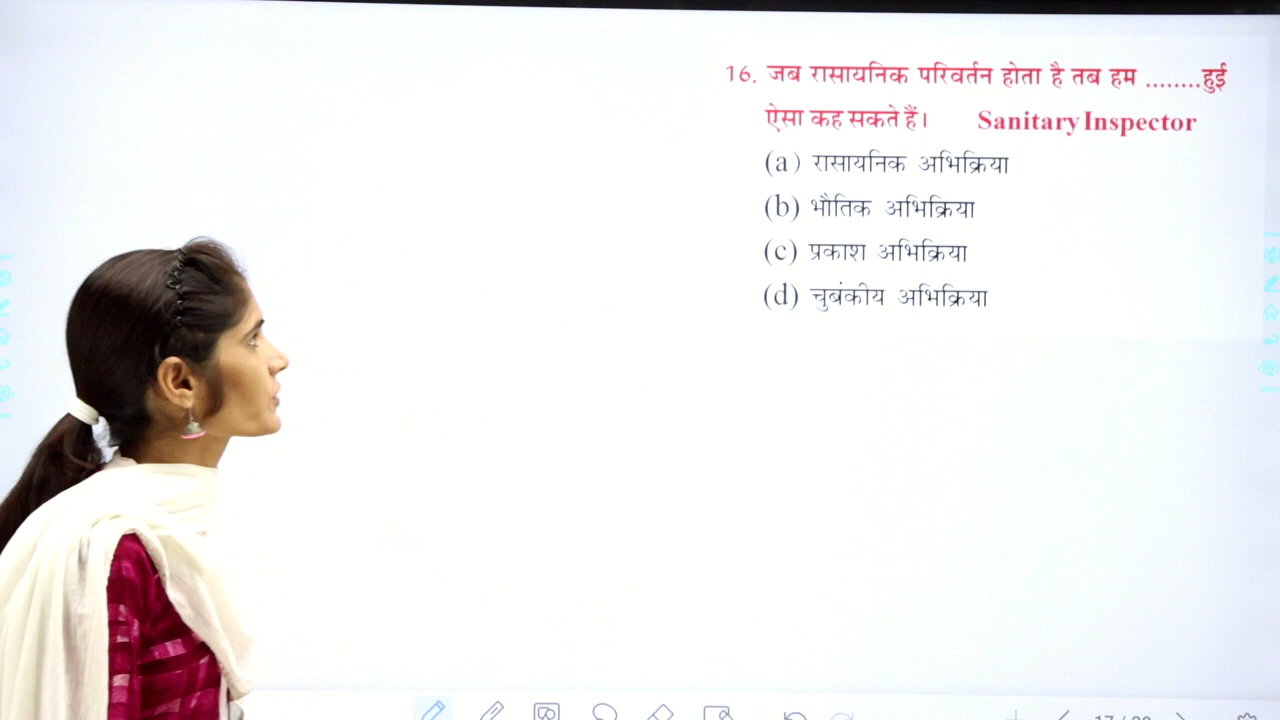 16. जब रासायनिक परिवर्तन होता है तब हम ........हुई
ऐसा कह सकते हैं। Sanitary Inspector
(a) रासायनिक अभिक्रिया
(b) भौतिक अभिक्रिया
(c) प्रकाश अभिक्रिया
(d) चुबंकीय अभिक्रिया